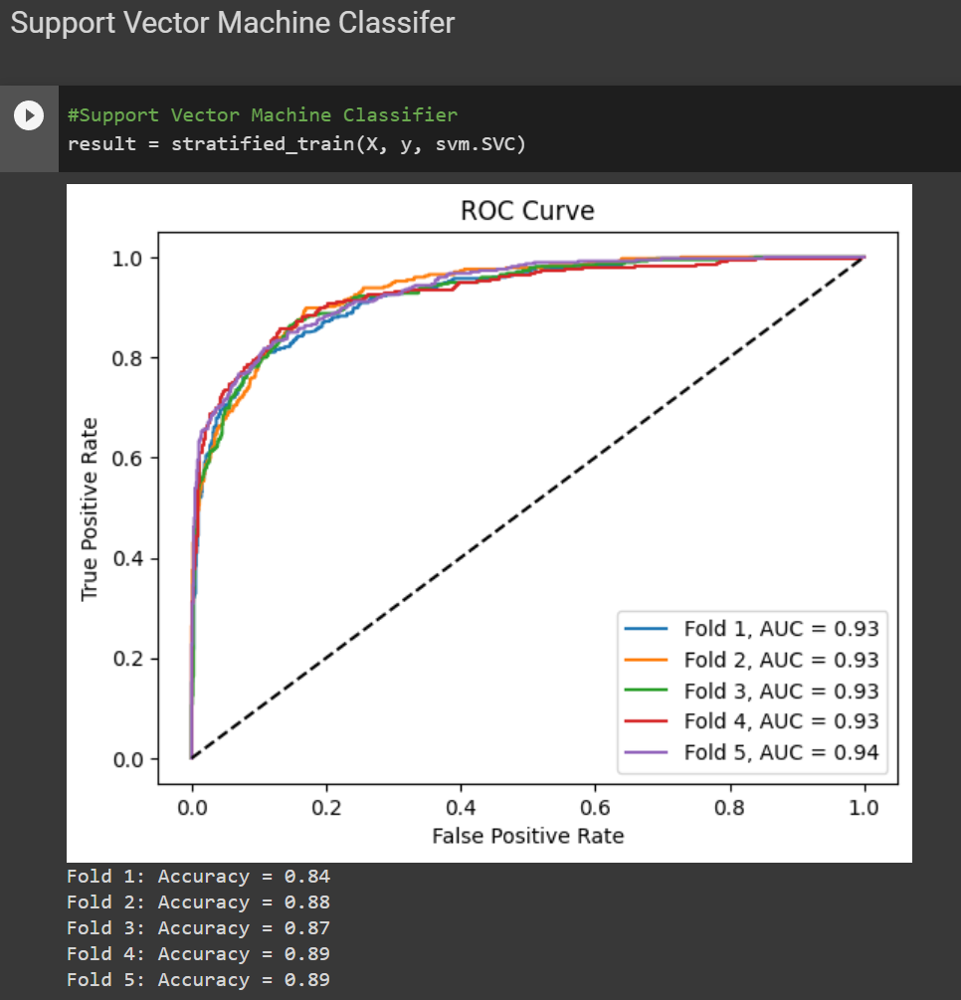 Support Vector Machine Classifer
#Support Vector Machine Classifier
result = stratified_train(X, y, svm.SVC)
ROC Curve
1.0
0.8
0.6
0.4
0.2
0.0
True Positive Rate
Fold 1, AUC = 0.93
Fold 2, AUC = 0.93
Fold 3, AUC = 0.93
Fold 4, AUC = 0.93
Fold 5, AUC = 0.94
0.0 0.2 0.4 0.6 0.8 1.0
False Positive Rate
Fold 1: Accuracy = 0.84
Fold 2: Accuracy = 0.88
Fold 3: Accuracy = 0.87
Fold 4: Accuracy = 0.89
Fold 5: Accuracy = 0.89